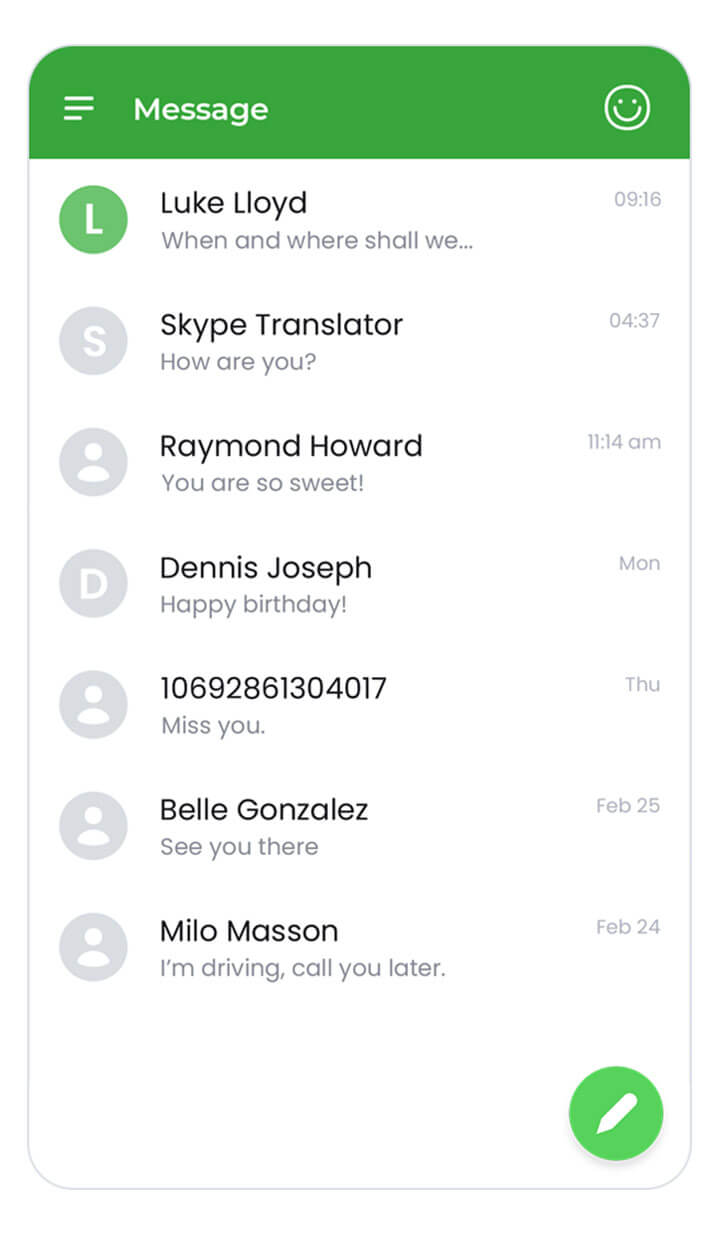 Message
L
Luke Lloyd
09:16
When and where shall we...
S
Skype Translator
04:37
How are you?
Raymond Howard
11:14 am
You are so sweet!
D
Dennis Joseph
Mon
Happy birthday!
10692861304017
Thu
Miss you.
Belle Gonzalez
Feb 25
See you there
Milo Masson
Feb 24
I’m driving, call you later.